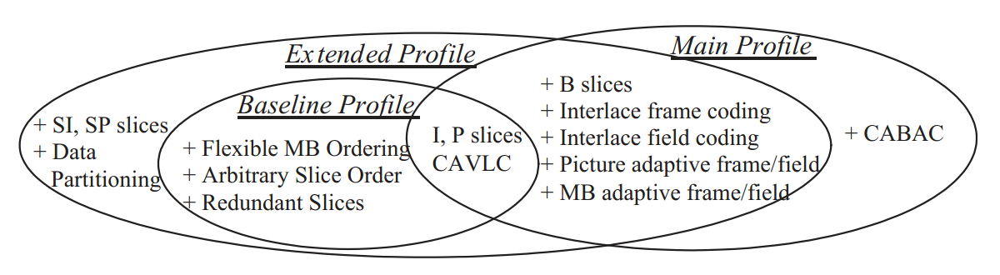 Extended Profile
Main Profile
Baseline Profile
+ SI, SP slices
+ Data
Partitioning
+ Flexible MB Ordering
+ Arbitrary Slice Order
+ Redundant Slices
I, P slices
CAVLC
+ B slices
+ Interlace frame coding
+ Interlace field coding
+ Picture adaptive frame/field
+ MB adaptive frame/field
+ CABAC